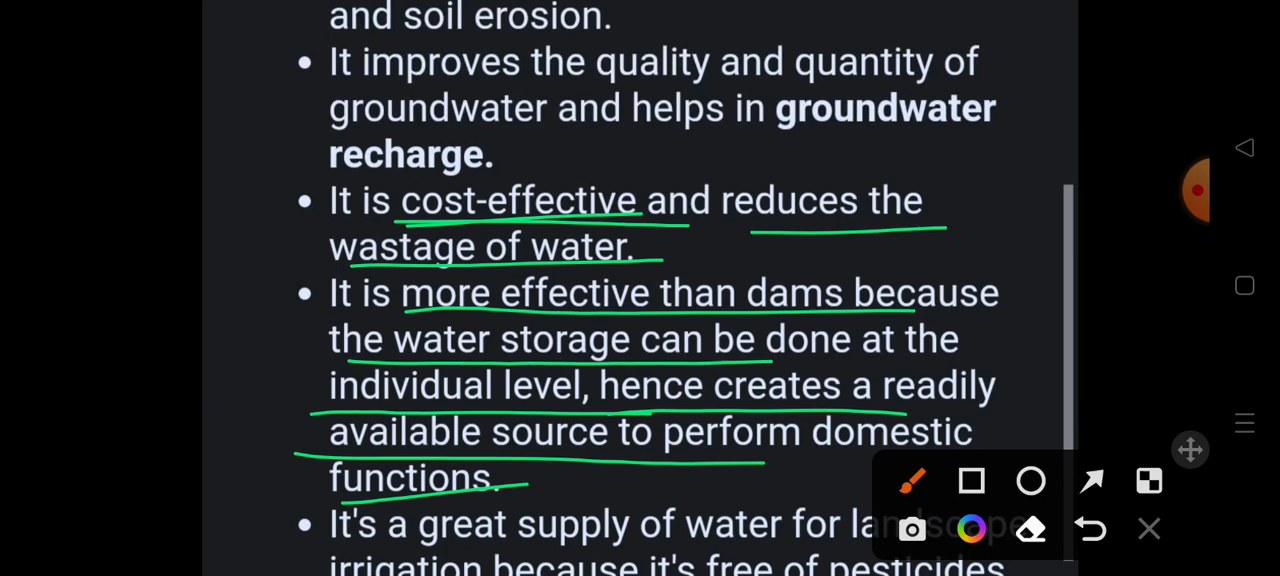 and soil erosion.
• It improves the quality and quantity of
groundwater and helps in groundwater
recharge.
• It is cost-effective and reduces the
wastage of water.
• It is more effective than dams because
the water storage can be done at the
individual level, hence creates a readily
available source to perform domestic
functions.
• It's a great supply of water for landscape
irrigation because it's free of pesticides